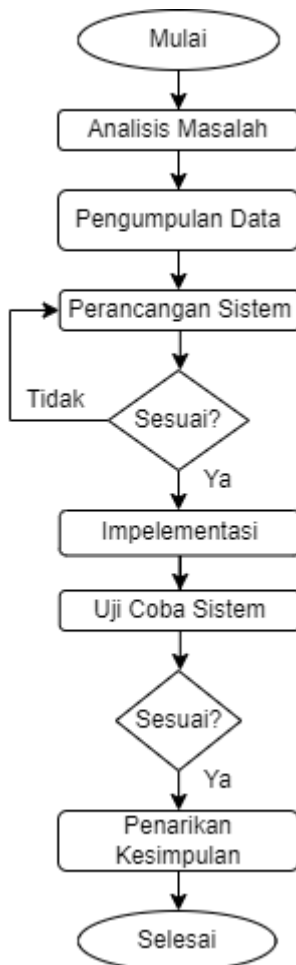 Mulai
Analisis Masalah
Pengumpulan Data
Perancangan Sistem
Tidak
Sesuai?
Ya
Impelementasi
Uji Coba Sistem
Sesuai?
Ya
Penarikan
Kesimpulan
Selesai